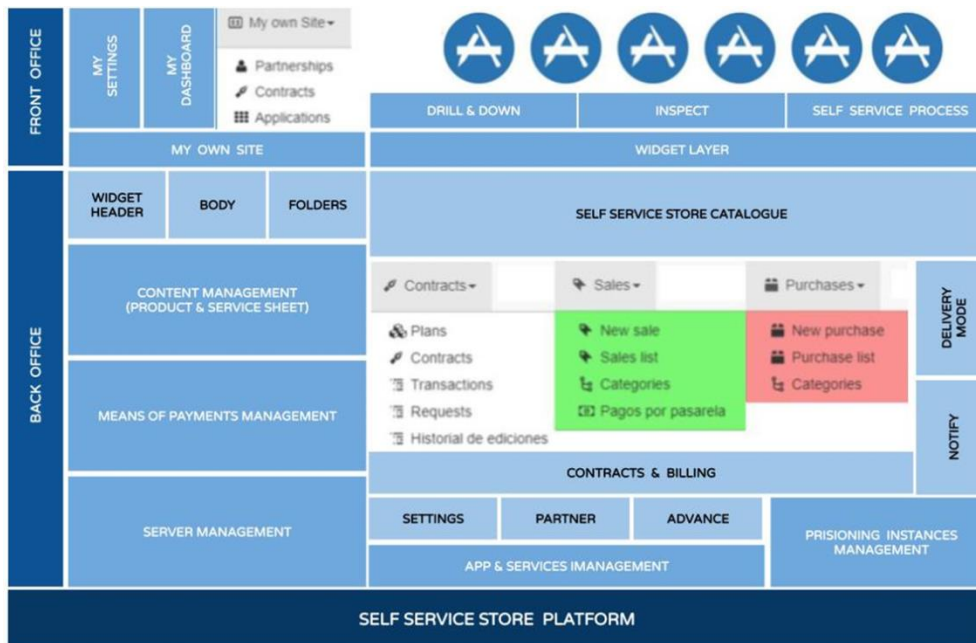 FRONT OFFICE
MY
SETTINGS
MY
DASHBOARD
My own Site
Partnerships
Contracts
Applications
MY OWN SITE
DRILL & DOWN
INSPECT
SELF SERVICE PROCESS
WIDGET LAYER
BACK OFFICE
WIDGET
HEADER
BODY
FOLDERS
SELF SERVICE STORE CATALOGUE
CONTENT MANAGEMENT
(PRODUCT & SERVICE SHEET)
MEANS OF PAYMENTS MANAGEMENT
SERVER MANAGEMENT
Contracts
Plans
Contracts
Transactions
Requests
Historial de ediciones
Sales
New sale
Sales list
Categories
Pagos por pasarela
Purchases
New purchase
Purchase list
Categories
DELIVERY
MODE
NOTIFY
CONTRACTS & BILLING
SETTINGS
PARTNER
ADVANCE
APP & SERVICES IMANAGEMENT
PRISIONING INSTANCES
MANAGEMENT
SELF SERVICE STORE PLATFORM